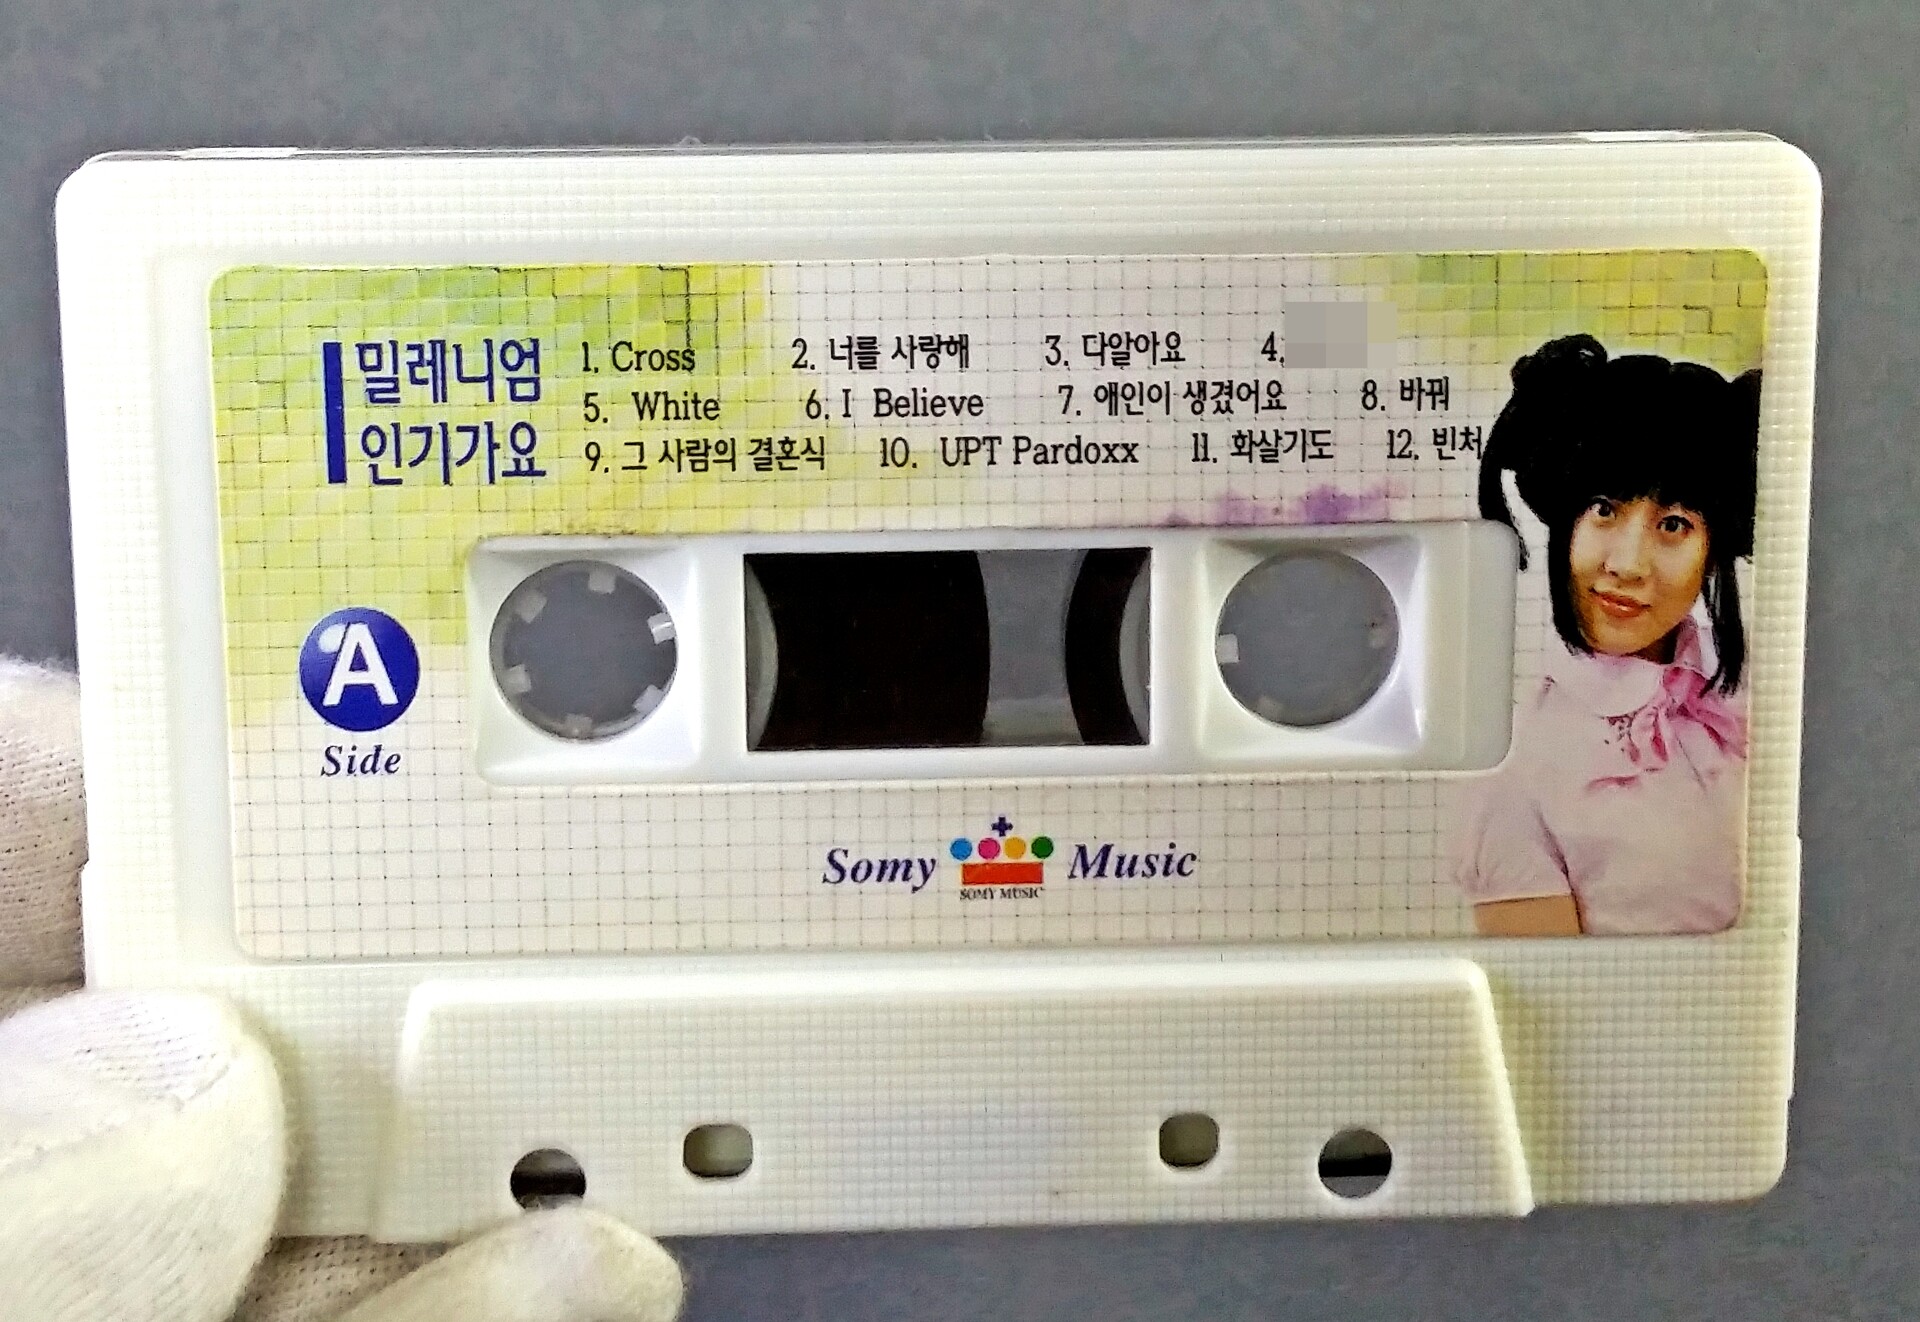 밀레니엄
인기가요
1. Cross 2. 너를 사랑해 3. 다알아요 4.
5. White 6. I Believe 7. 애인이 생겼어요 8. 바꿔
9. 그 사람의 결혼식 10. UPT Pardoxx 11. 화살기도 12. 빈처
A
Side
Somy Music
SOMY MUSIC